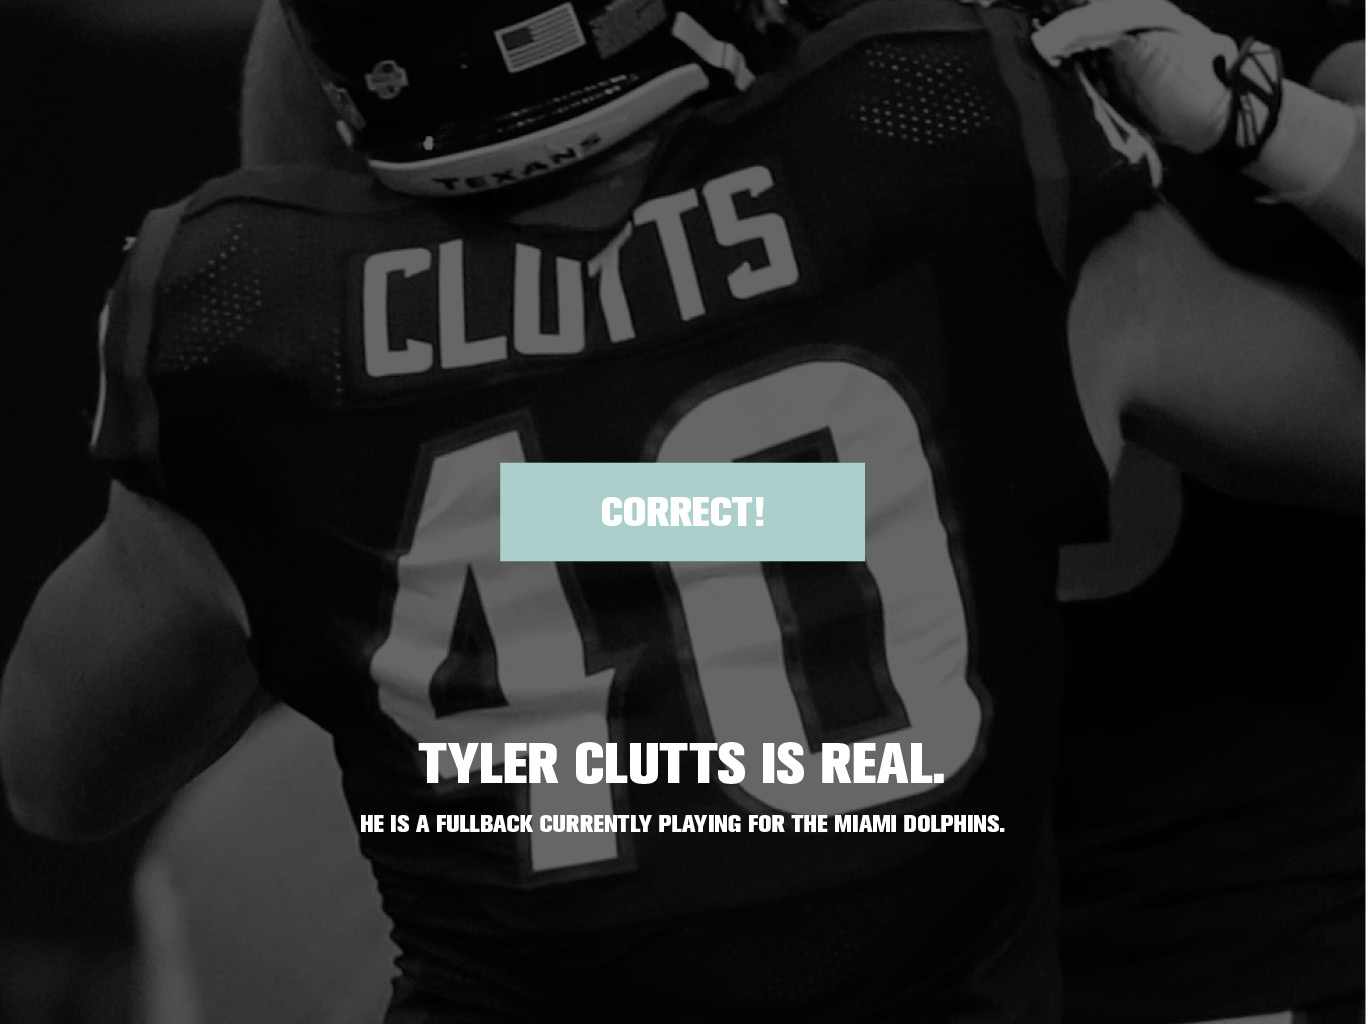 TEXANS
CLUTTS
40
CORRECT!
TYLER CLUTTS IS REAL.
HE IS A FULLBACK CURRENTLY PLAYING FOR THE MIAMI DOLPHINS.